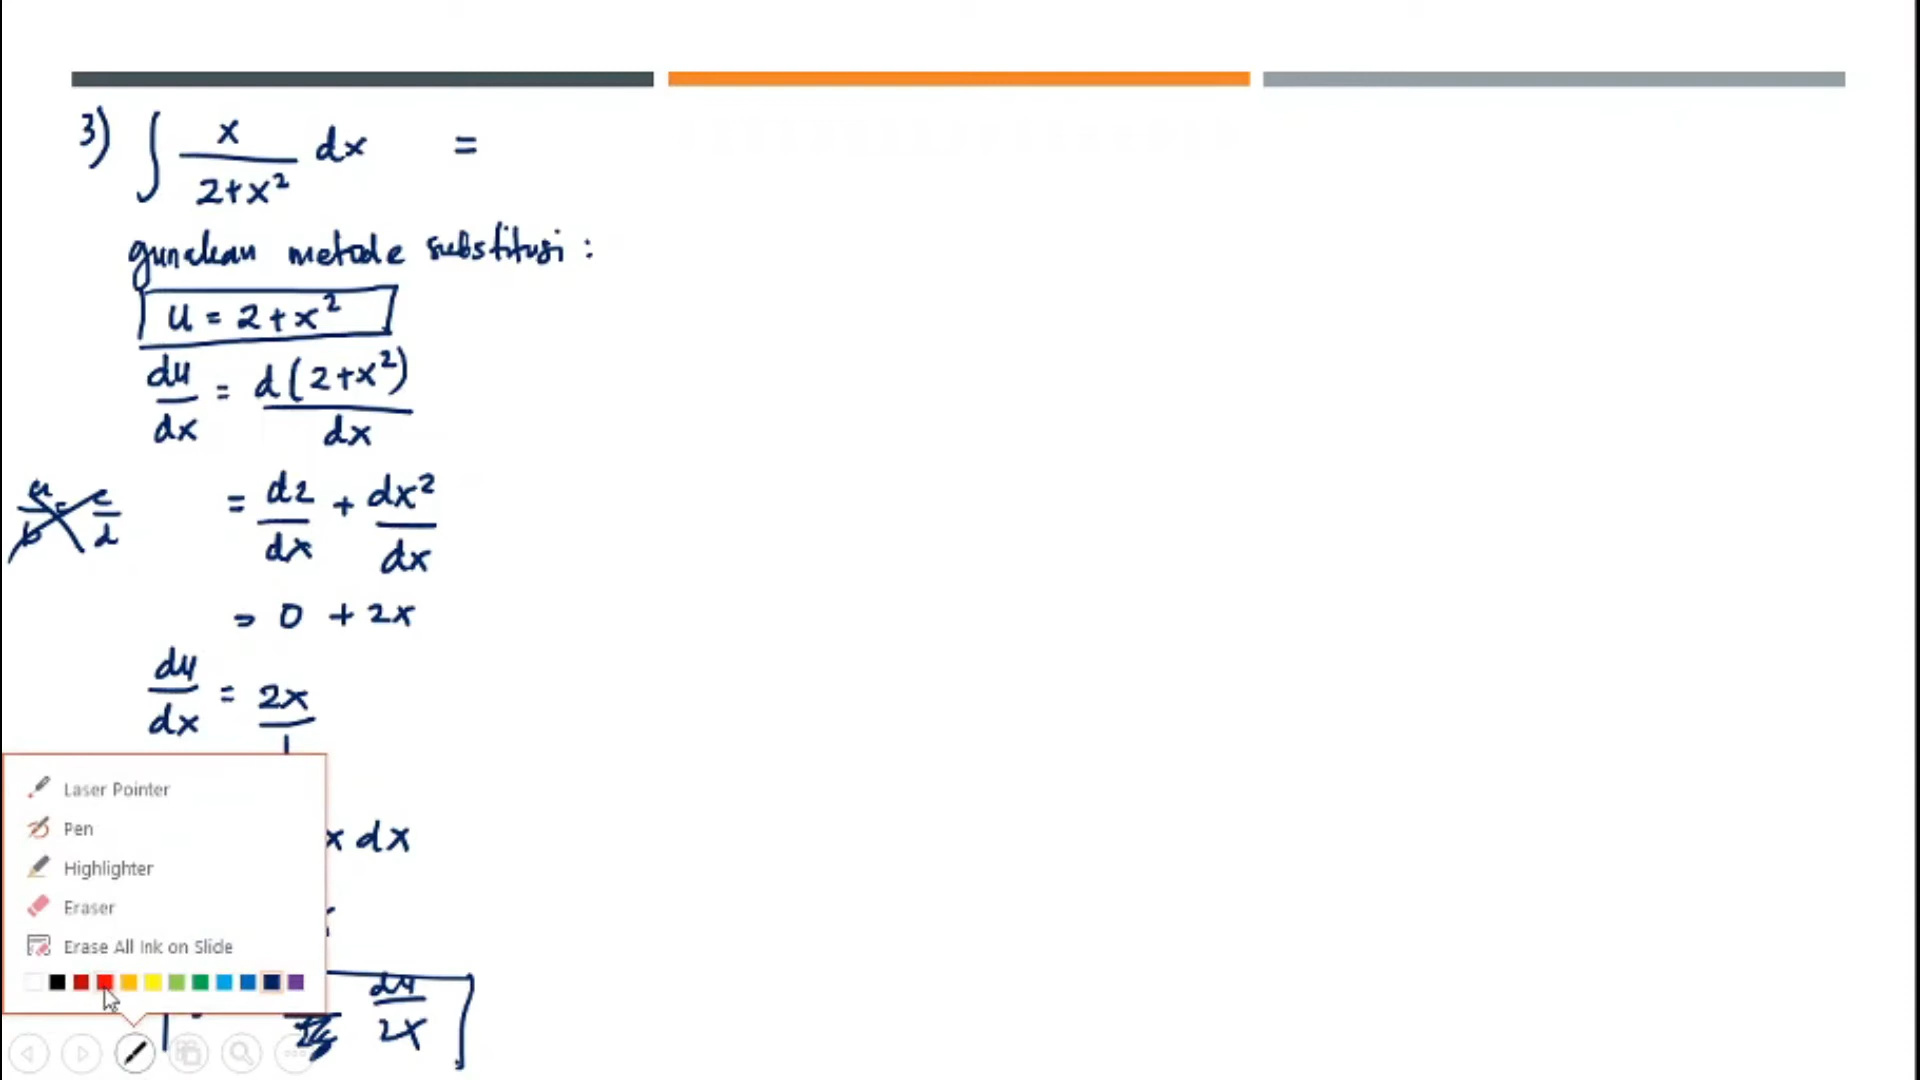 3) ∫ x/(2+x²) dx =
gunakan metode substitusi :
u = 2+x²
du/dx = d(2+x²)/dx
a/b = c/d
= d2/dx + dx²/dx
= 0 + 2x
du/dx = 2x/1
x dx
du/2x
Laser Pointer
Pen
Highlighter
Eraser
Erase All Ink on Slide